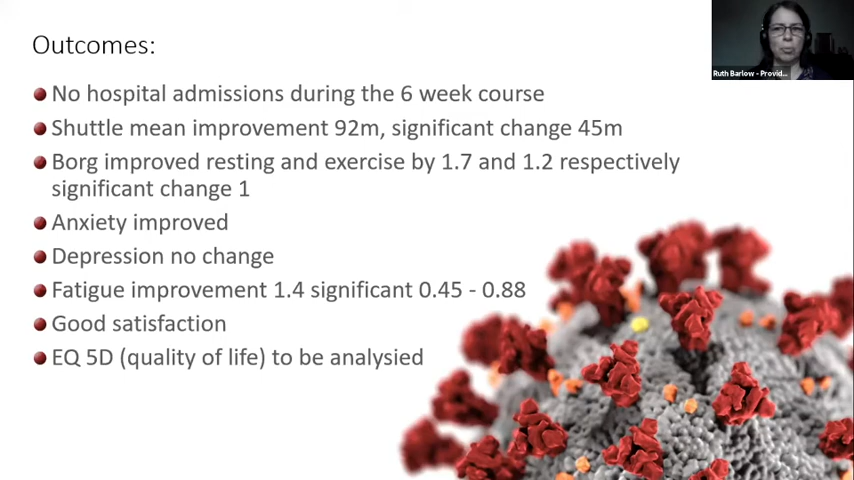 Outcomes:
Ruth Barlow - Provid...
No hospital admissions during the 6 week course
Shuttle mean improvement 92m, significant change 45m
Borg improved resting and exercise by 1.7 and 1.2 respectively
significant change 1
Anxiety improved
Depression no change
Fatigue improvement 1.4 significant 0.45 - 0.88
Good satisfaction
EQ 5D (quality of life) to be analysied